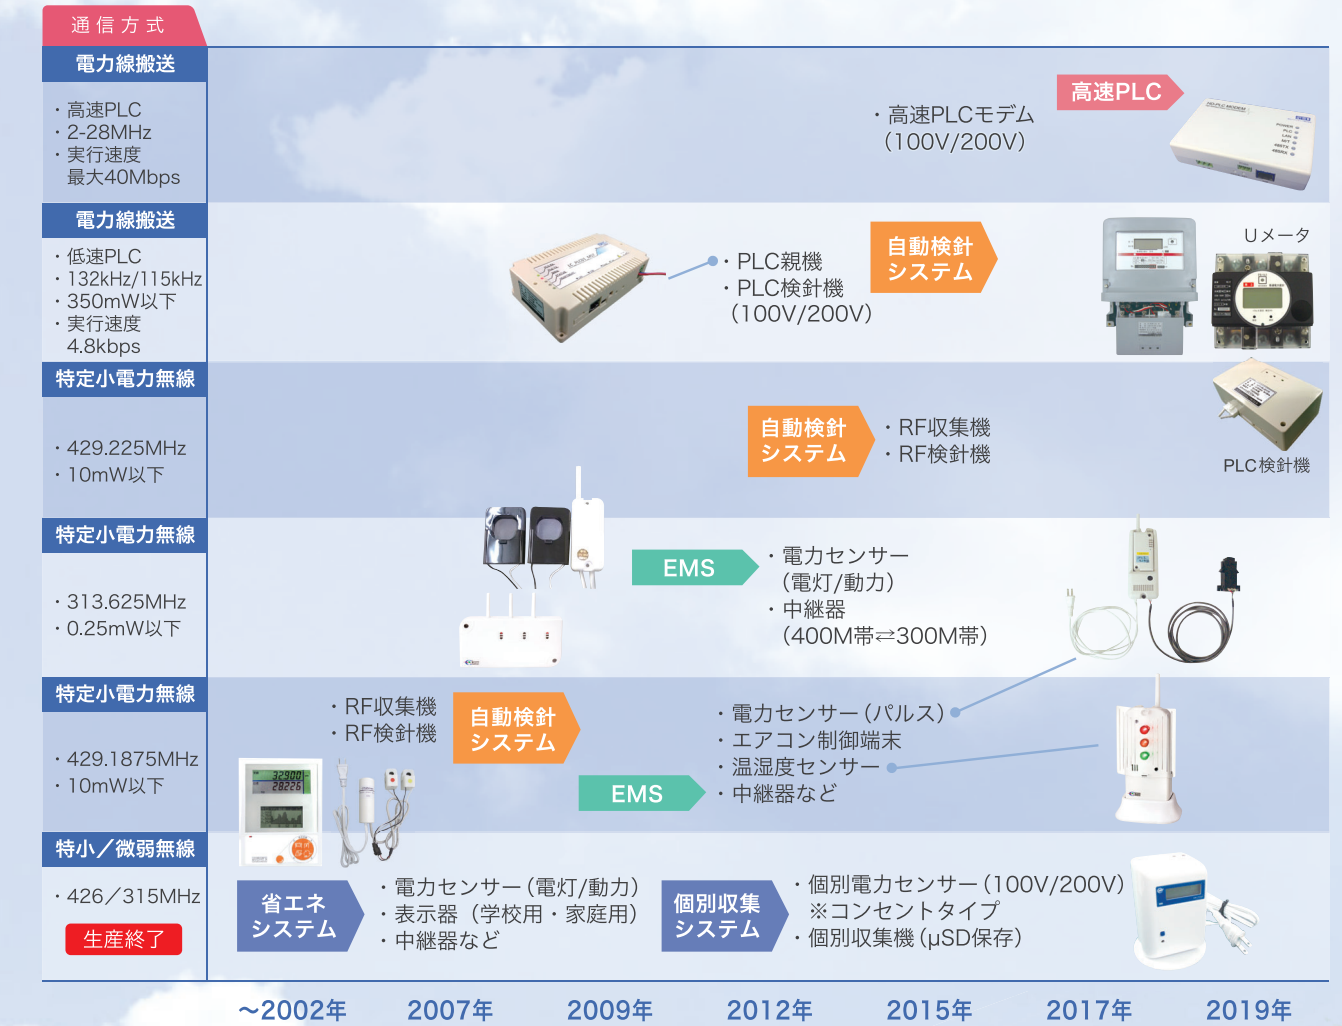 通信方式
電力線搬送
・高速PLC
・2-28MHz
・実行速度
最大40Mbps
・高速PLCモデム
(100V/200V)
高速PLC
電力線搬送
・低速PLC
・132kHz/115kHz
・350mW以下
・実行速度
4.8kbps
・PLC親機
・PLC検針機
(100V/200V)
自動検針
システム
Uメータ
特定小電力無線
・429.225MHz
・10mW以下
自動検針
システム
・RF収集機
・RF検針機
PLC検針機
特定小電力無線
・313.625MHz
・0.25mW以下
EMS
・電力センサー
(電灯/動力)
・中継器
(400M帯⇄300M帯)
特定小電力無線
・429.1875MHz
・10mW以下
・RF収集機
・RF検針機
自動検針
システム
EMS
・電力センサー(パルス)
・エアコン制御端末
・温湿度センサー
・中継器など
特小／微弱無線
・426／315MHz
生産終了
省エネ
システム
・電力センサー(電灯/動力)
・表示器(学校用・家庭用)
・中継器など
個別収集
システム
・個別電力センサー(100V/200V)
※コンセントタイプ
・個別収集機(μSD保存)
～2002年 2007年 2009年 2012年 2015年 2017年 2019年